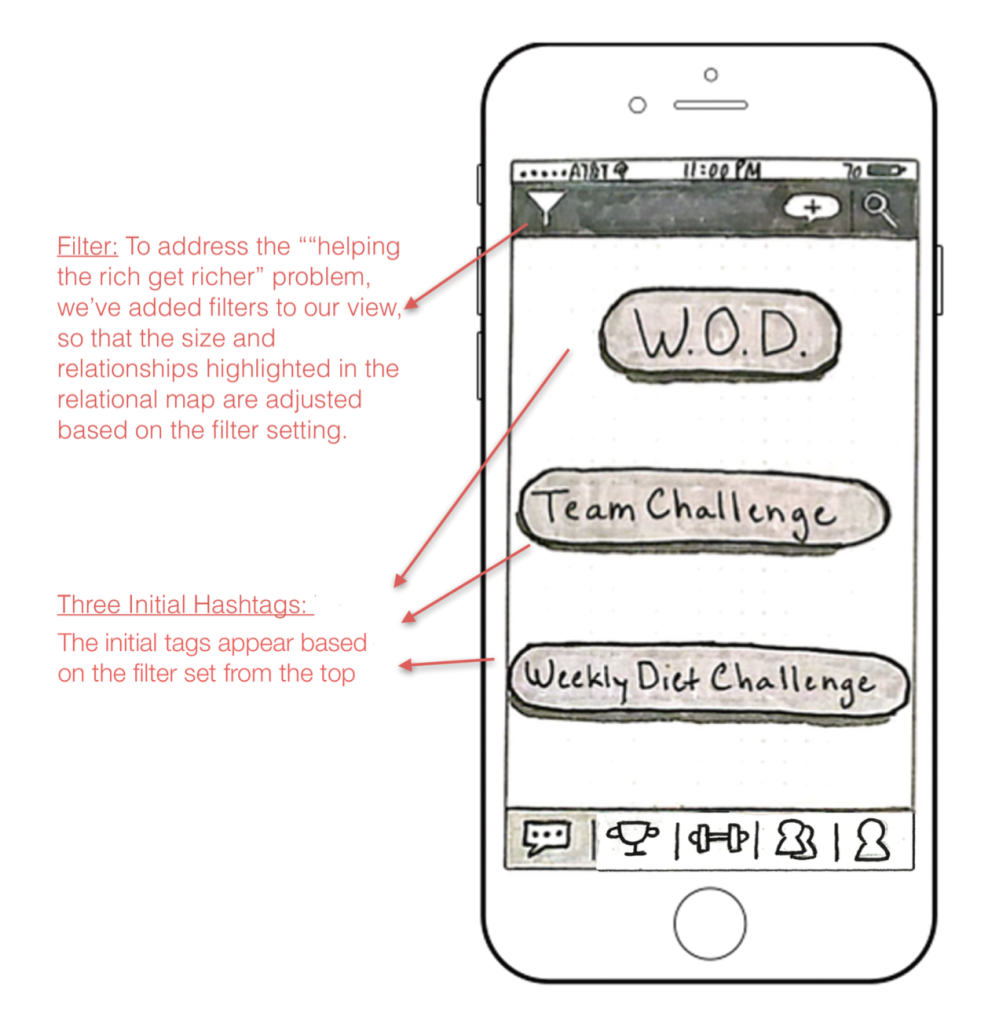 AT&T 11:00 PM 70
W.O.D.
Team Challenge
Weekly Diet Challenge
Filter: To address the ““helping
the rich get richer” problem,
we’ve added filters to our view,
so that the size and
relationships highlighted in the
relational map are adjusted
based on the filter setting.
Three Initial Hashtags:
The initial tags appear based
on the filter set from the top